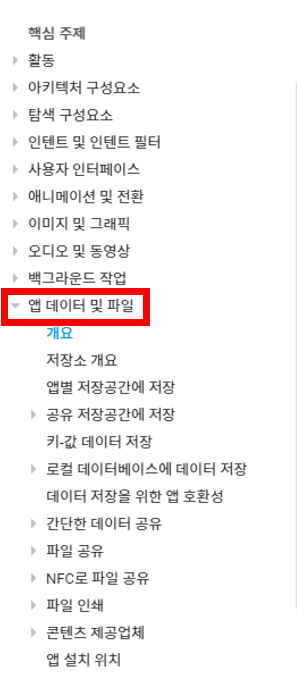 핵심 주제
활동
아키텍처 구성요소
탐색 구성요소
인텐트 및 인텐트 필터
사용자 인터페이스
애니메이션 및 전환
이미지 및 그래픽
오디오 및 동영상
백그라운드 작업
앱 데이터 및 파일
개요
저장소 개요
앱별 저장공간에 저장
공유 저장공간에 저장
키-값 데이터 저장
로컬 데이터베이스에 데이터 저장
데이터 저장을 위한 앱 호환성
간단한 데이터 공유
파일 공유
NFC로 파일 공유
파일 인쇄
콘텐츠 제공업체
앱 설치 위치